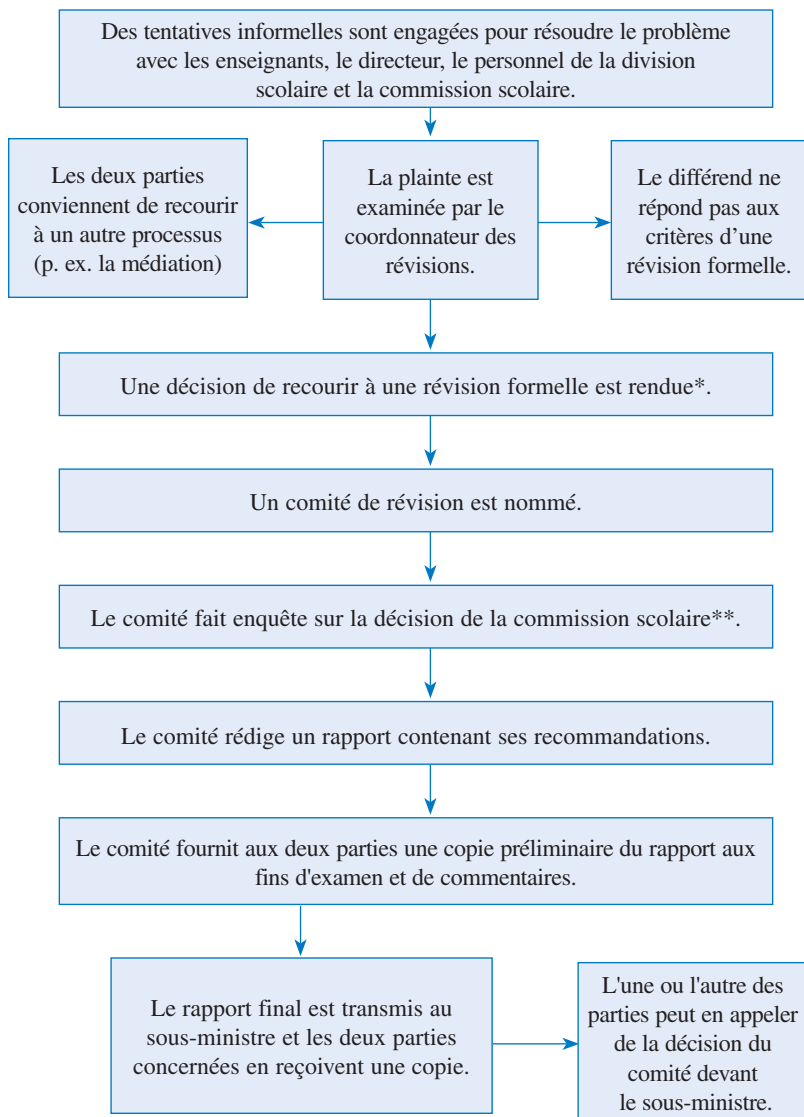 Des tentatives informelles sont engagées pour résoudre le problème
avec les enseignants, le directeur, le personnel de la division
scolaire et la commission scolaire.
Les deux parties
conviennent de recourir
à un autre processus
(p. ex. la médiation)
La plainte est
examinée par le
coordonnateur des
révisions.
Le différend ne
répond pas aux
critères d’une
révision formelle.
Une décision de recourir à une révision formelle est rendue*.
Un comité de révision est nommé.
Le comité fait enquête sur la décision de la commission scolaire**.
Le comité rédige un rapport contenant ses recommandations.
Le comité fournit aux deux parties une copie préliminaire du rapport aux
fins d'examen et de commentaires.
Le rapport final est transmis au
sous-ministre et les deux parties
concernées en reçoivent une copie.
L'une ou l'autre des
parties peut en appeler
de la décision du
comité devant
le sous-ministre.